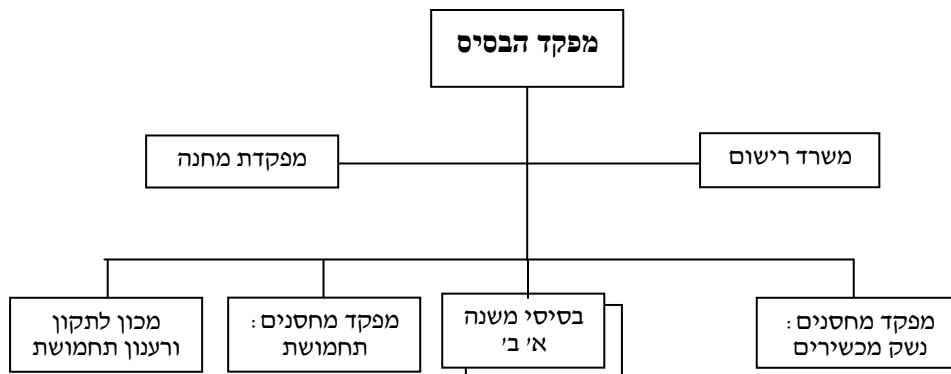 מפקד הבסיס
משרד רישום
מפקדת מחנה
מפקד מחסנים:
נשק מכשירים
בסיסי משנה
א' ב'
מפקד מחסנים:
תחמושת
מכון לתקון
ורענון תחמושת